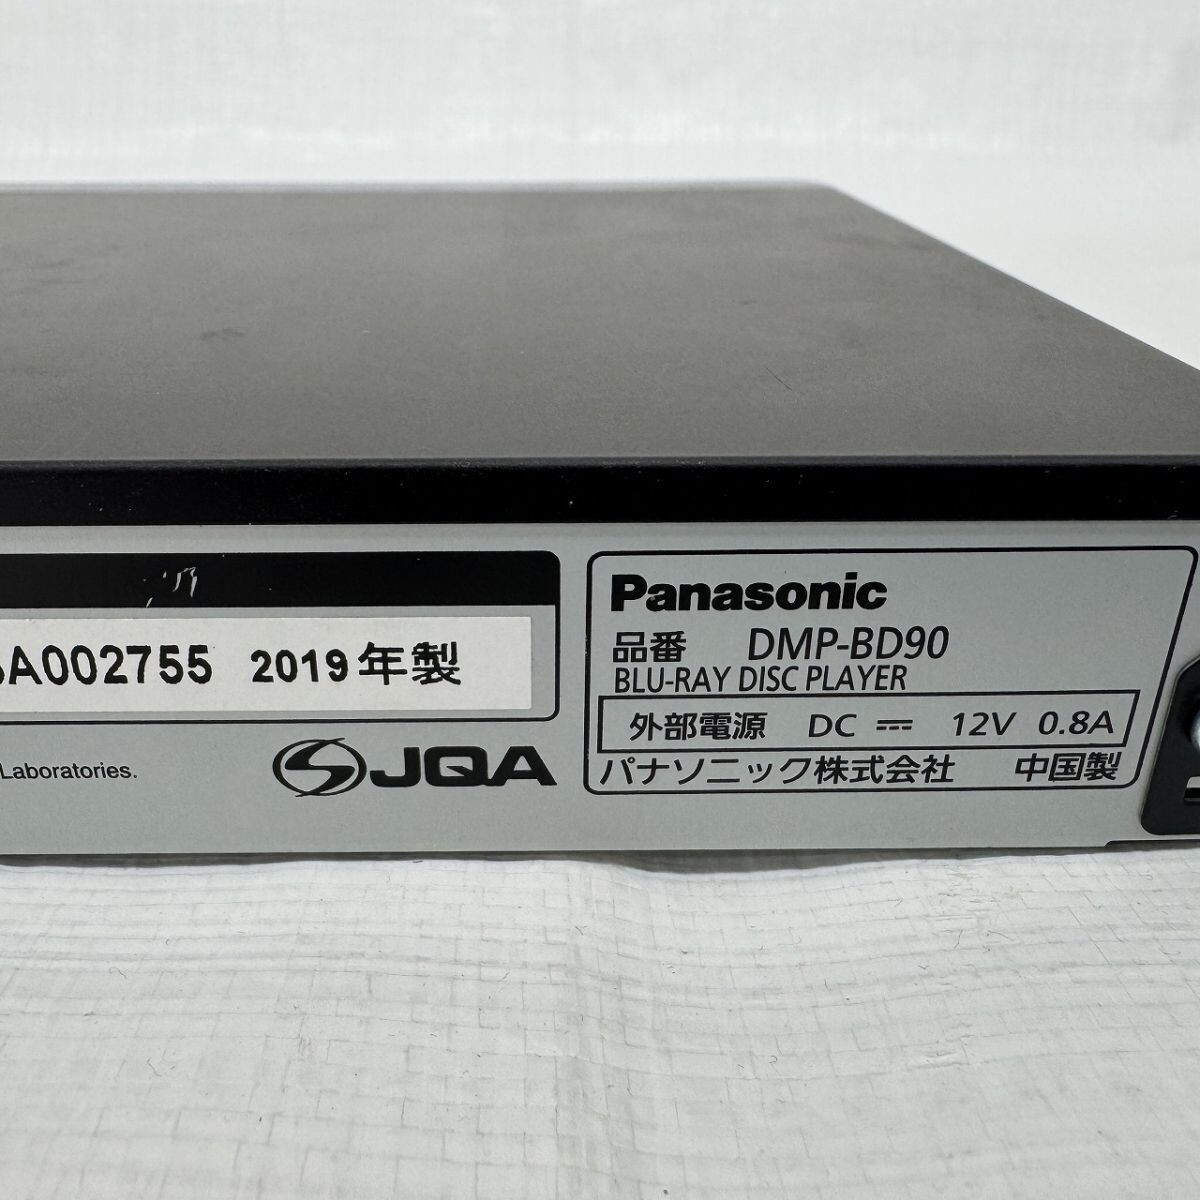 A002755 2019年製
Laboratories.
JQA
Panasonic
品番 DMP-BD90
BLU-RAY DISC PLAYER
外部電源 DC ⎓ 12V 0.8A
パナソニック株式会社 中国製